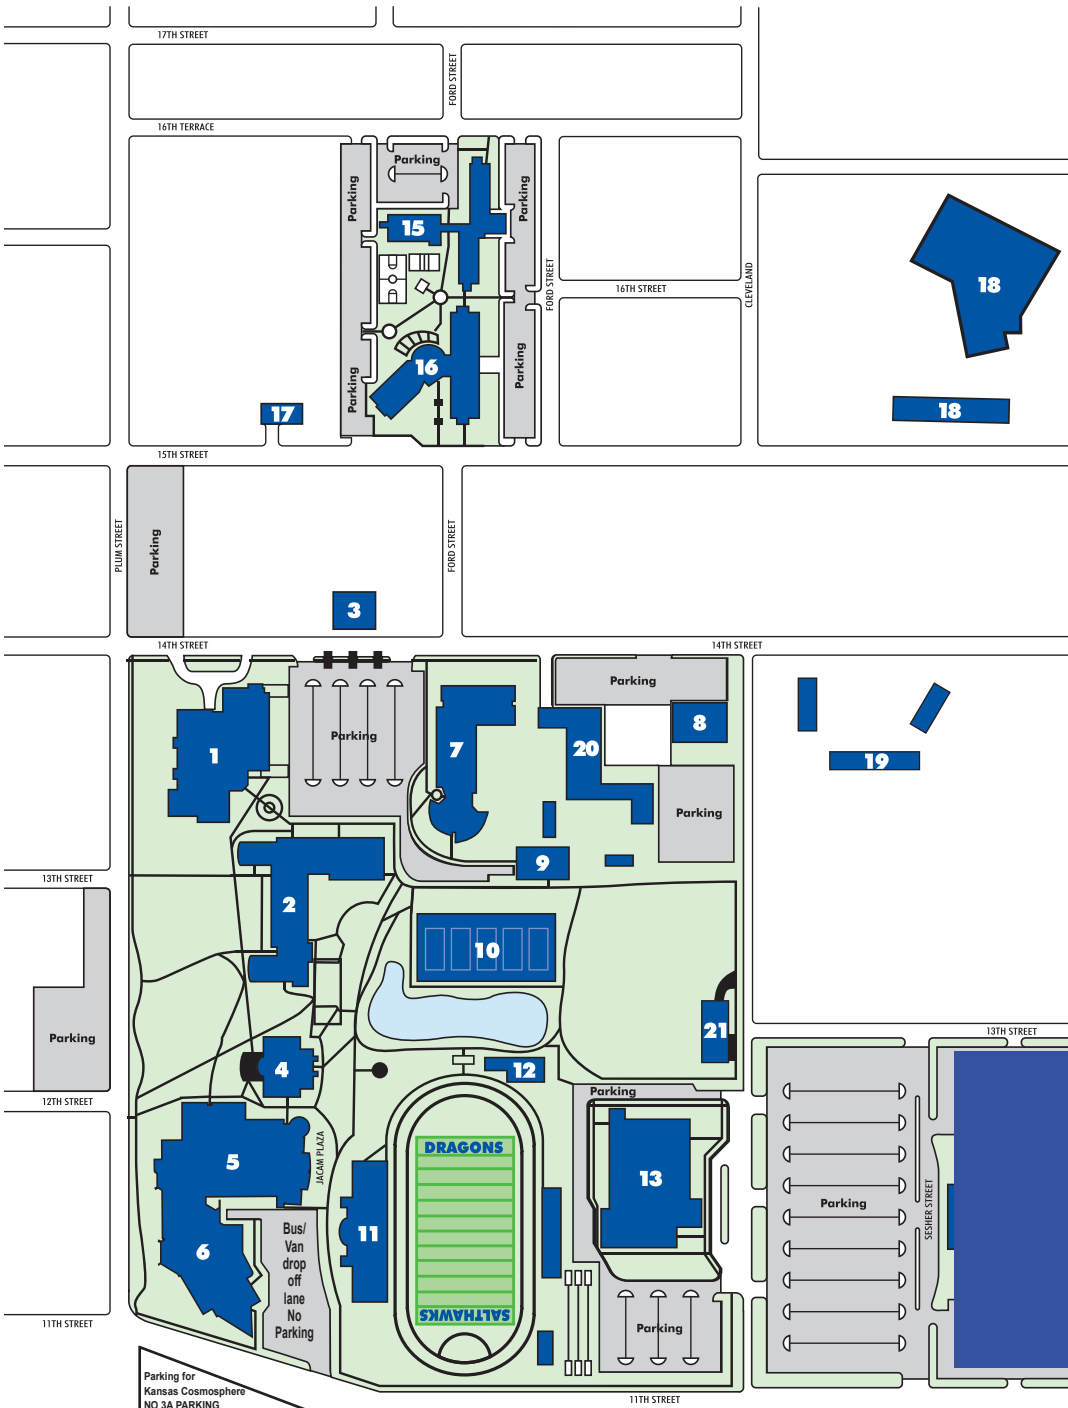 17TH STREET
FORD STREET
16TH TERRACE
Parking
Parking
Parking
15
18
FORD STREET
CLEVELAND
16TH STREET
16
Parking
Parking
17
18
15TH STREET
PLUM STREET
Parking
FORD STREET
3
14TH STREET
14TH STREET
Parking
1
Parking
7
20
8
19
Parking
9
13TH STREET
2
10
21
Parking
13TH STREET
4
12
12TH STREET
Parking
JACAM PLAZA
DRAGONS
5
13
Parking
SESHER STREET
6
11
Bus/
Van
drop
off
lane
No
Parking
SALTHAWKS
Parking
11TH STREET
Parking for
Kansas Cosmosphere
NO 3A PARKING
11TH STREET